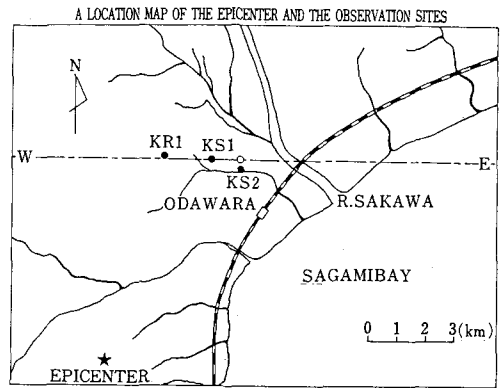 A LOCATION MAP OF THE EPICENTER AND THE OBSERVATION SITES
N
KR1 KS1
W E
KS2
ODAWARA R.SAKAWA
SAGAMIBAY
0 1 2 3(km)
EPICENTER